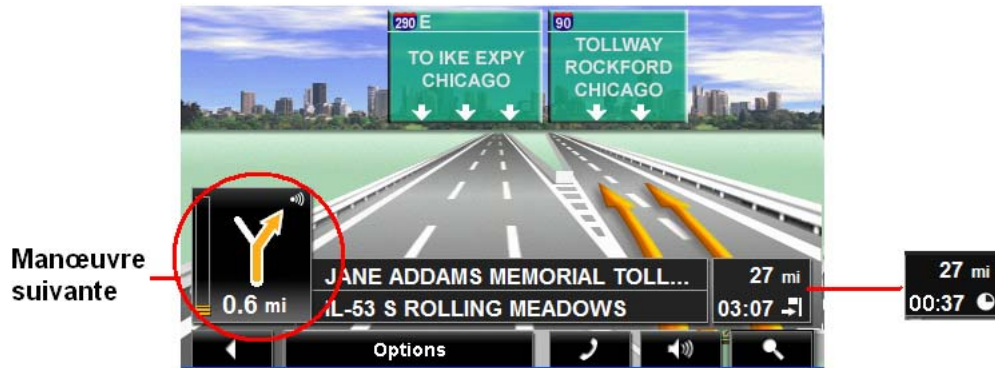 290 E
TO IKE EXPY
CHICAGO
90
TOLLWAY
ROCKFORD
CHICAGO
Manœuvre
suivante
0.6 mi
JANE ADDAMS MEMORIAL TOLL...
IL-53 S ROLLING MEADOWS
27 mi
03:07
27 mi
00:37
Options